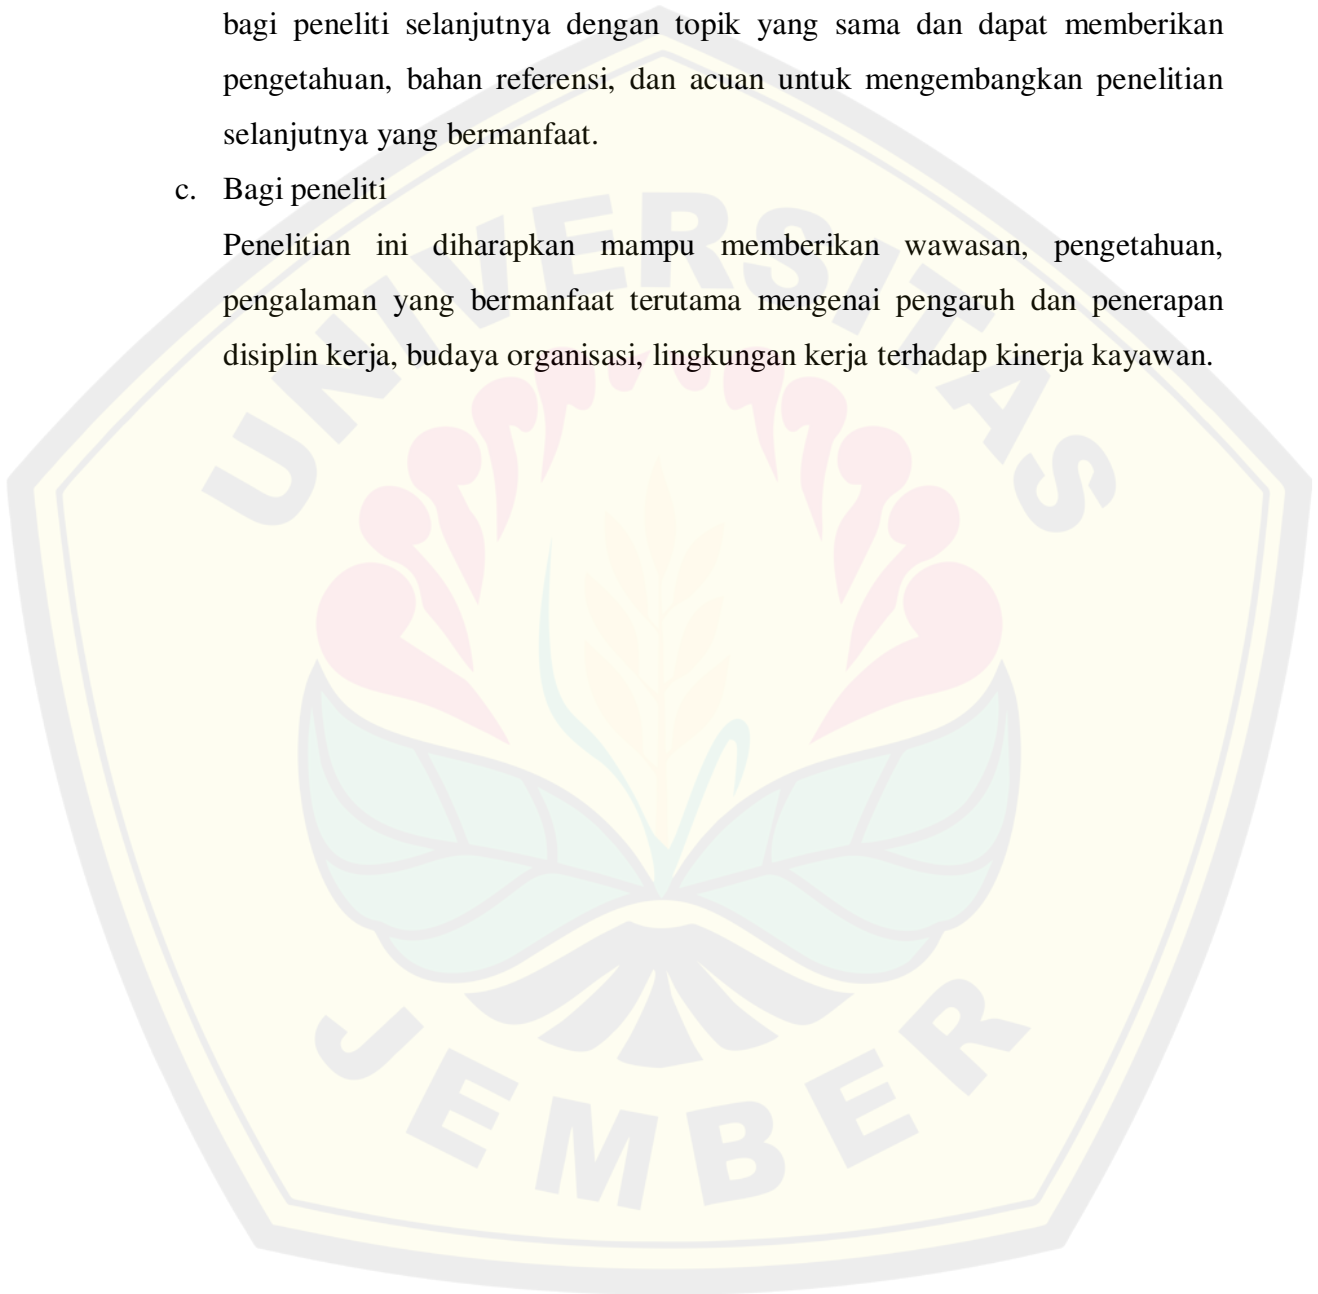 bagi peneliti selanjutnya dengan topik yang sama dan dapat memberikan
pengetahuan, bahan referensi, dan acuan untuk mengembangkan penelitian
selanjutnya yang bermanfaat.
c. Bagi peneliti
Penelitian ini diharapkan mampu memberikan wawasan, pengetahuan,
pengalaman yang bermanfaat terutama mengenai pengaruh dan penerapan
disiplin kerja, budaya organisasi, lingkungan kerja terhadap kinerja kayawan.
UNIVERSITAS
JEMBER